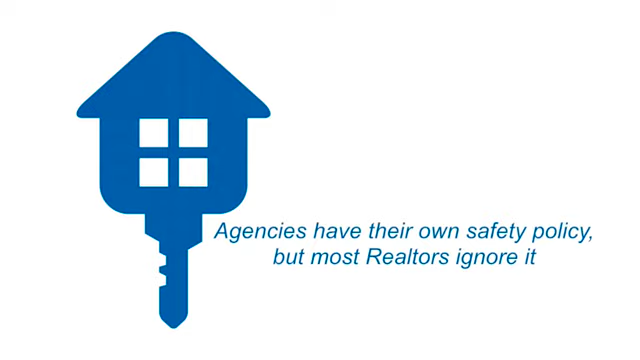 Agencies have their own safety policy,
but most Realtors ignore it